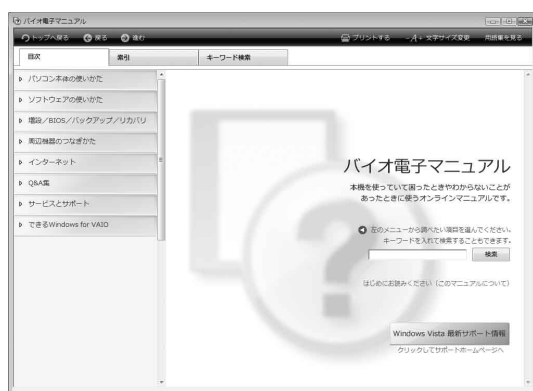 バイオ電子マニュアル
トップへ戻る 戻る 進む プリントする －A＋ 文字サイズ変更 用語集を見る
目次 索引 キーワード検索
パソコン本体の使いかた
ソフトウェアの使いかた
増設／BIOS／バックアップ／リカバリ
周辺機器のつなぎかた
インターネット
Q&A集
サービスとサポート
できるWindows for VAIO
バイオ電子マニュアル
本機を使っていて困ったときやわからないことが
あったときに使うオンラインマニュアルです。
左のメニューから調べたい項目を選んでください。
キーワードを入れて検索することもできます。
検索
はじめにお読みください（このマニュアルについて）
Windows Vista 最新サポート情報
クリックしてサポートホームページへ